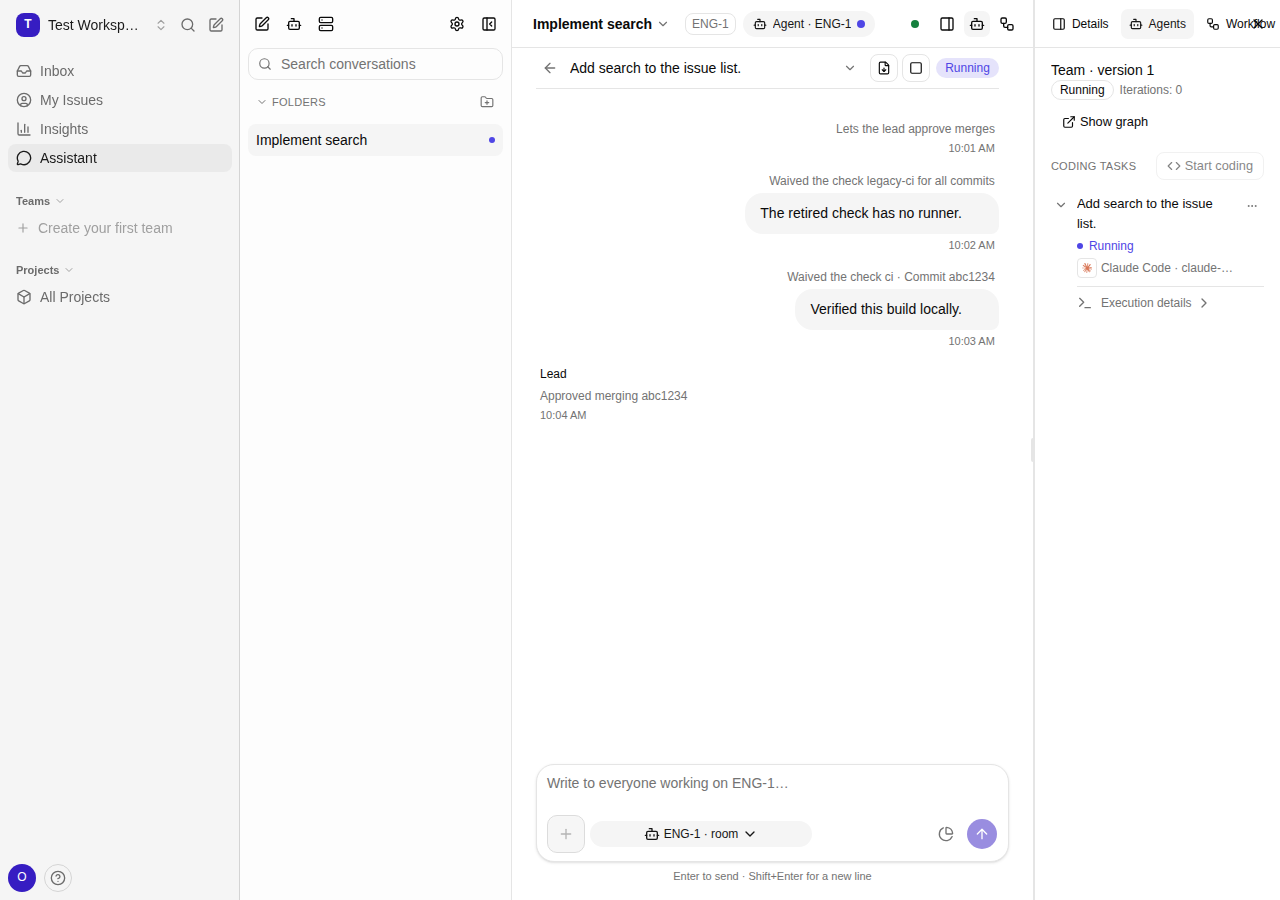 T
Test Worksp…
Inbox
My Issues
Insights
Assistant
Teams
Create your first team
Projects
All Projects
O
Search conversations
FOLDERS
Implement search
Implement search
ENG-1
Agent · ENG-1
Add search to the issue list.
Running
Lets the lead approve merges
10:01 AM
Waived the check legacy-ci for all commits
The retired check has no runner.
10:02 AM
Waived the check ci · Commit abc1234
Verified this build locally.
10:03 AM
Lead
Approved merging abc1234
10:04 AM
Write to everyone working on ENG-1…
ENG-1 · room
Enter to send · Shift+Enter for a new line
Details
Agents
Workflow
Team · version 1
Running
Iterations: 0
Show graph
CODING TASKS
Start coding
Add search to the issue
list.
Running
Claude Code · claude-…
Execution details